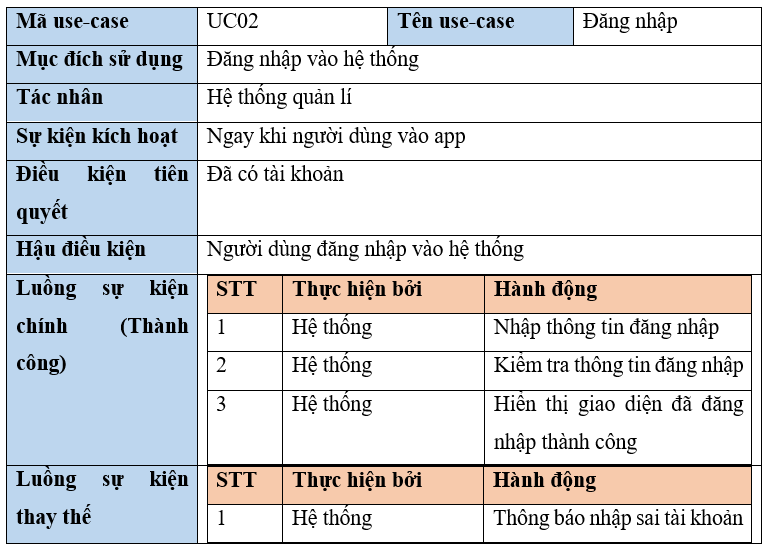 Mã use-case UC02 Tên use-case Đăng nhập
Mục đích sử dụng Đăng nhập vào hệ thống
Tác nhân Hệ thống quản lí
Sự kiện kích hoạt Ngay khi người dùng vào app
Điều kiện tiên Đã có tài khoản
quyết
Hậu điều kiện Người dùng đăng nhập vào hệ thống
Luồng sự kiện STT Thực hiện bởi Hành động
chính (Thành 1 Hệ thống Nhập thông tin đăng nhập
công) 2 Hệ thống Kiểm tra thông tin đăng nhập
3 Hệ thống Hiển thị giao diện đã đăng
nhập thành công
Luồng sự kiện STT Thực hiện bởi Hành động
thay thế 1 Hệ thống Thông báo nhập sai tài khoản